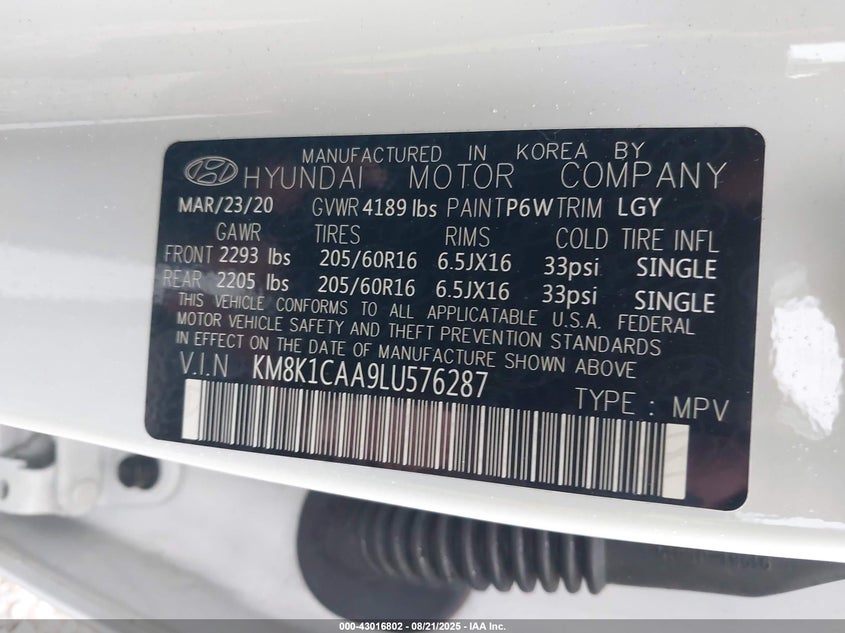 MANUFACTURED IN KOREA BY
HYUNDAI MOTOR COMPANY
MAR/23/20 GVWR 4189 lbs PAINT P6W TRIM LGY
GAWR TIRES RIMS COLD TIRE INFL
FRONT 2293 lbs 205/60R16 6.5JX16 33psi SINGLE
REAR 2205 lbs 205/60R16 6.5JX16 33psi SINGLE
THIS VEHICLE CONFORMS TO ALL APPLICATABLE U.S.A. FEDERAL
MOTOR VEHICLE SAFETY AND THEFT PREVENTION STANDARDS
IN EFFECT ON THE DATE OF MANUFACTURE SHOWN ABOVE
V.I.N KM8K1CAA9LU576287
TYPE : MPV
000-43016802 - 08/21/2025 - IAA Inc.